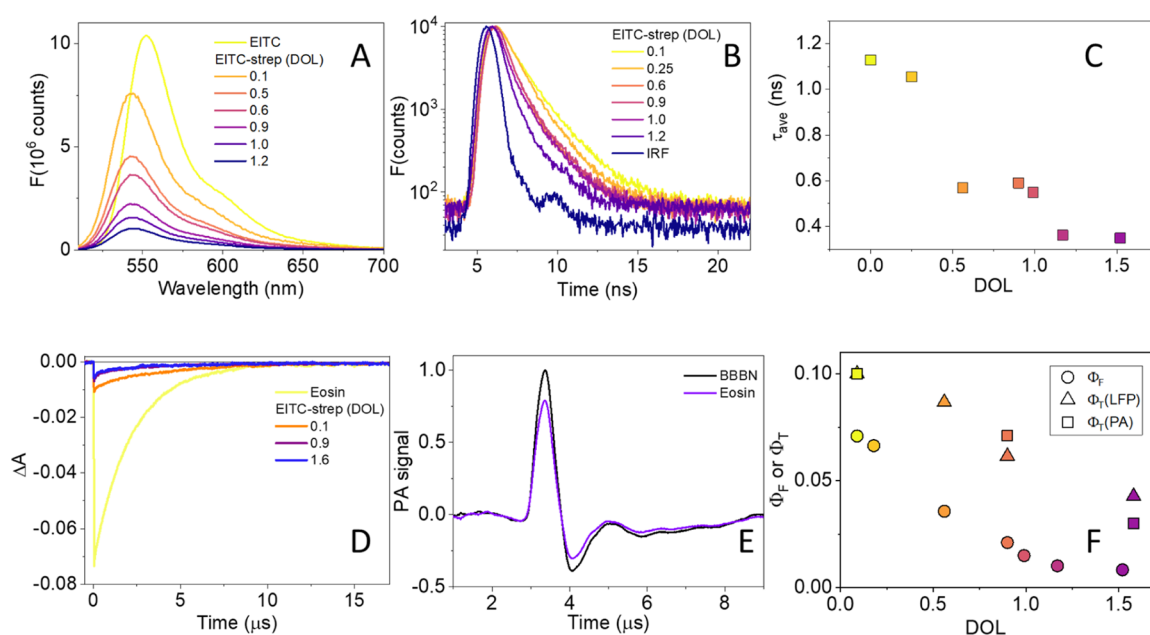 A
F(10⁶ counts)
10
5
0
EITC
EITC-strep (DOL)
0.1
0.5
0.6
0.9
1.0
1.2
550
600
650
700
Wavelength (nm)
B
F(counts)
10⁴
10³
10²
EITC-strep (DOL)
0.1
0.25
0.6
0.9
1.0
1.2
IRF
5
10
15
20
Time (ns)
C
τave (ns)
1.2
1.0
0.8
0.6
0.4
0.0
0.5
1.0
1.5
DOL
D
ΔA
0.00
-0.02
-0.04
-0.06
-0.08
Eosin
EITC-strep (DOL)
0.1
0.9
1.6
0
5
10
15
Time (μs)
E
PA signal
1.0
0.5
0.0
-0.5
BBBN
Eosin
2
4
6
8
Time (μs)
F
ΦF or ΦT
0.10
0.05
0.00
ΦF
ΦT(LFP)
ΦT(PA)
0.0
0.5
1.0
1.5
DOL